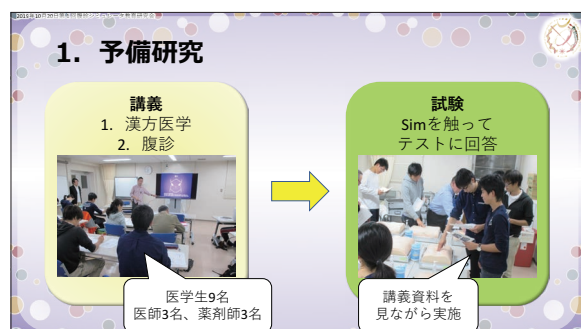 1. 予備研究
講義
1. 漢方医学
2. 腹診
試験
Simを触って
テストに回答
医学生9名
医師3名、薬剤師3名
講義資料を
見ながら実施